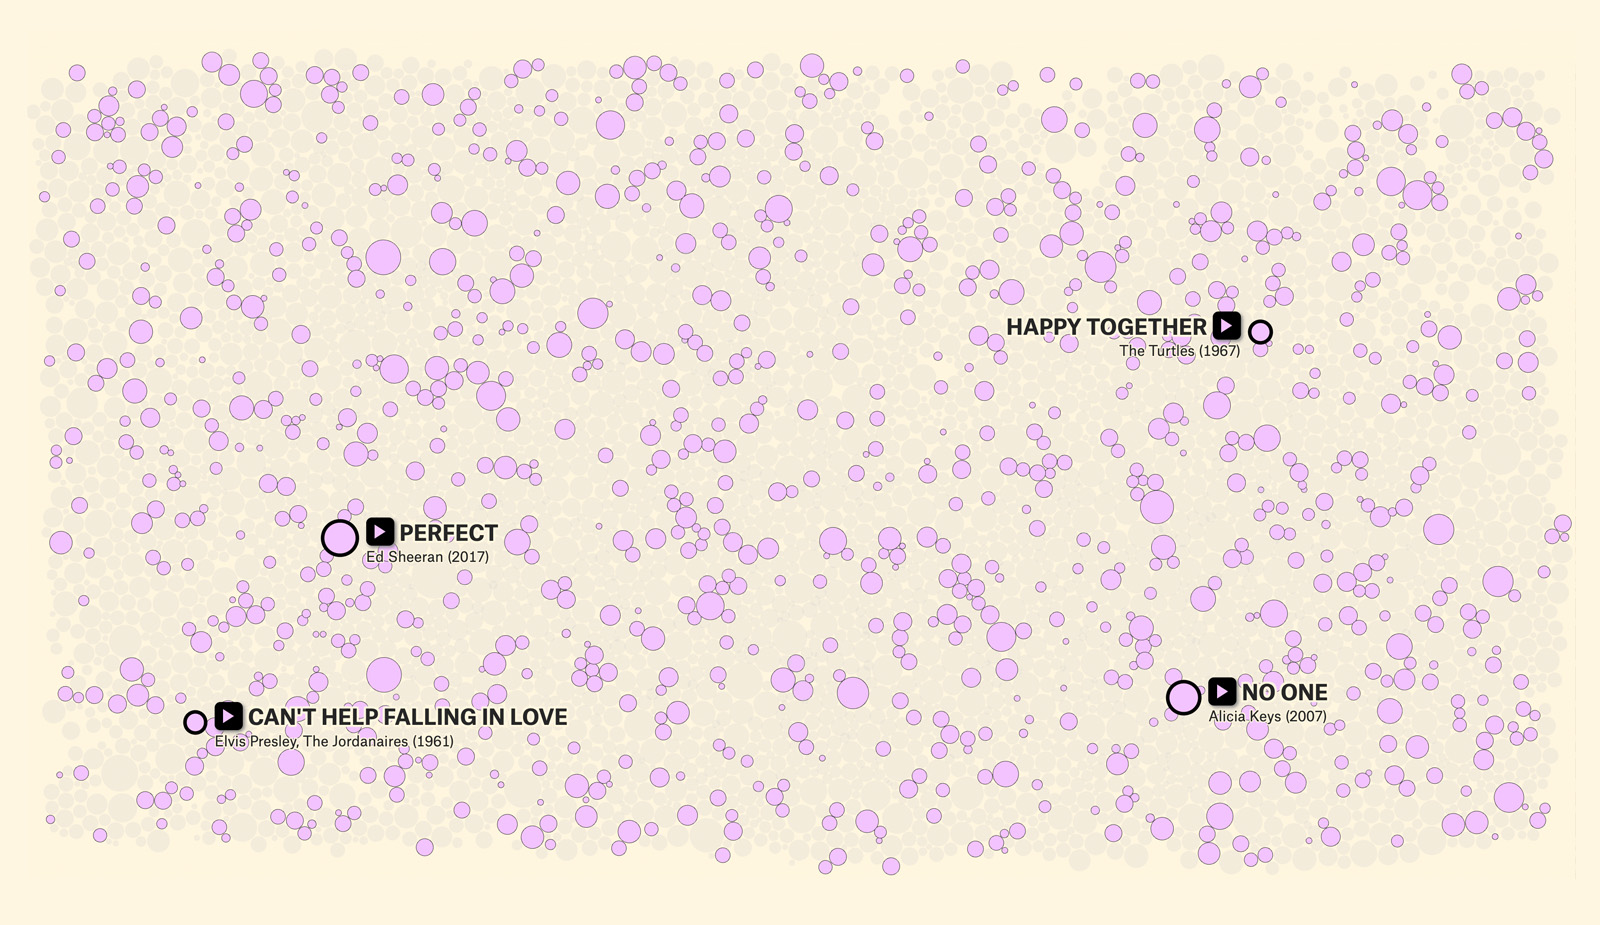 HAPPY TOGETHER
The Turtles (1967)
PERFECT
Ed Sheeran (2017)
NO ONE
Alicia Keys (2007)
CAN'T HELP FALLING IN LOVE
Elvis Presley, The Jordanaires (1961)